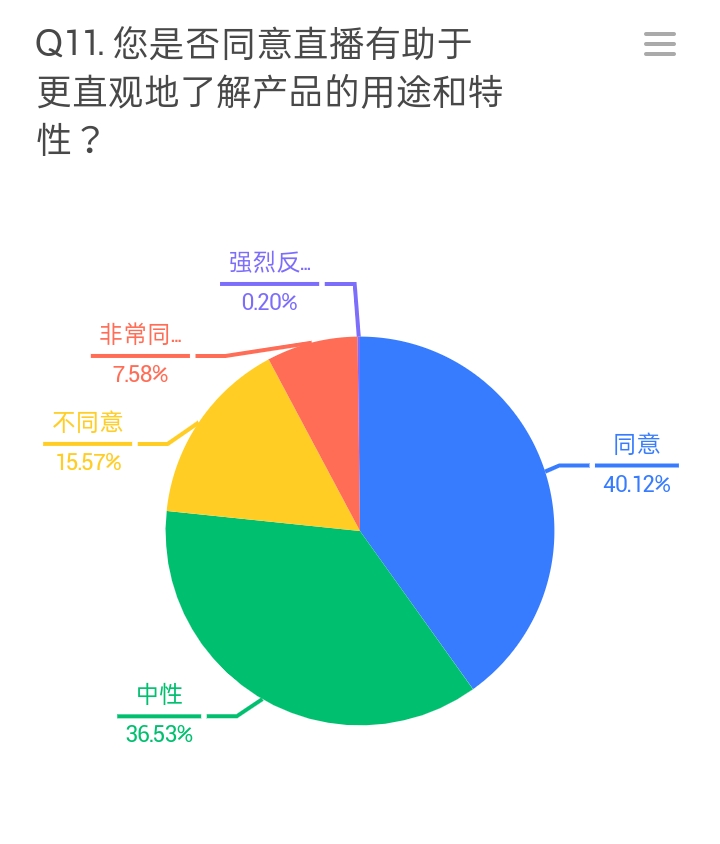 Q11. 您是否同意直播有助于
更直观地了解产品的用途和特
性？
强烈反...
0.20%
非常同...
7.58%
不同意
15.57%
同意
40.12%
中性
36.53%